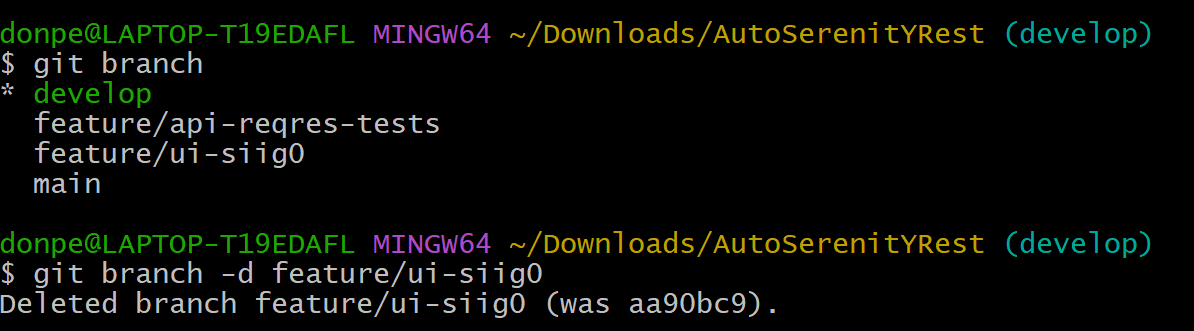 donpe@LAPTOP-T19EDAFL MINGW64 ~/Downloads/AutoSerenitYRest (develop)
$ git branch
* develop
  feature/api-reqres-tests
  feature/ui-siig0
  main

donpe@LAPTOP-T19EDAFL MINGW64 ~/Downloads/AutoSerenitYRest (develop)
$ git branch -d feature/ui-siig0
Deleted branch feature/ui-siig0 (was aa90bc9).